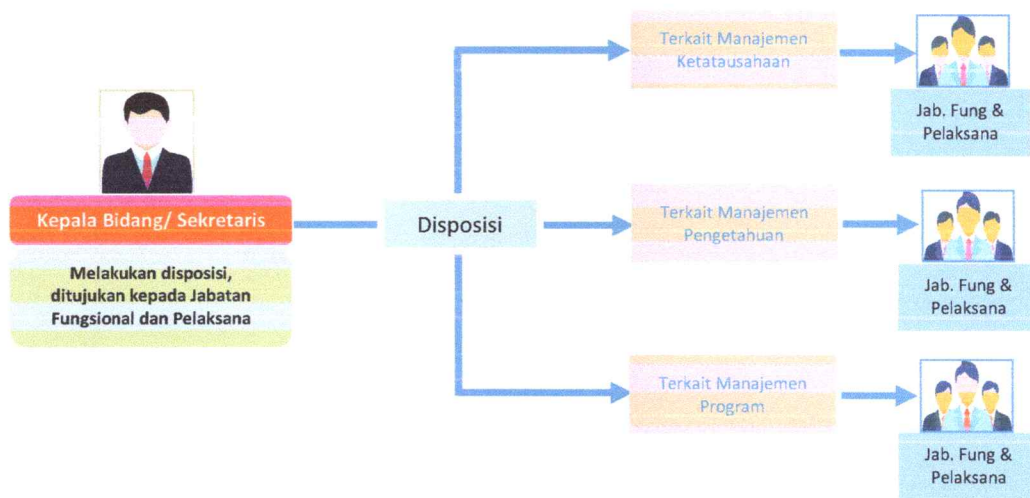 Kepala Bidang/ Sekretaris
Melakukan disposisi,
ditujukan kepada Jabatan
Fungsional dan Pelaksana
Disposisi
Terkait Manajemen
Ketatausahaan
Jab. Fung &
Pelaksana
Terkait Manajemen
Pengetahuan
Jab. Fung &
Pelaksana
Terkait Manajemen
Program
Jab. Fung &
Pelaksana